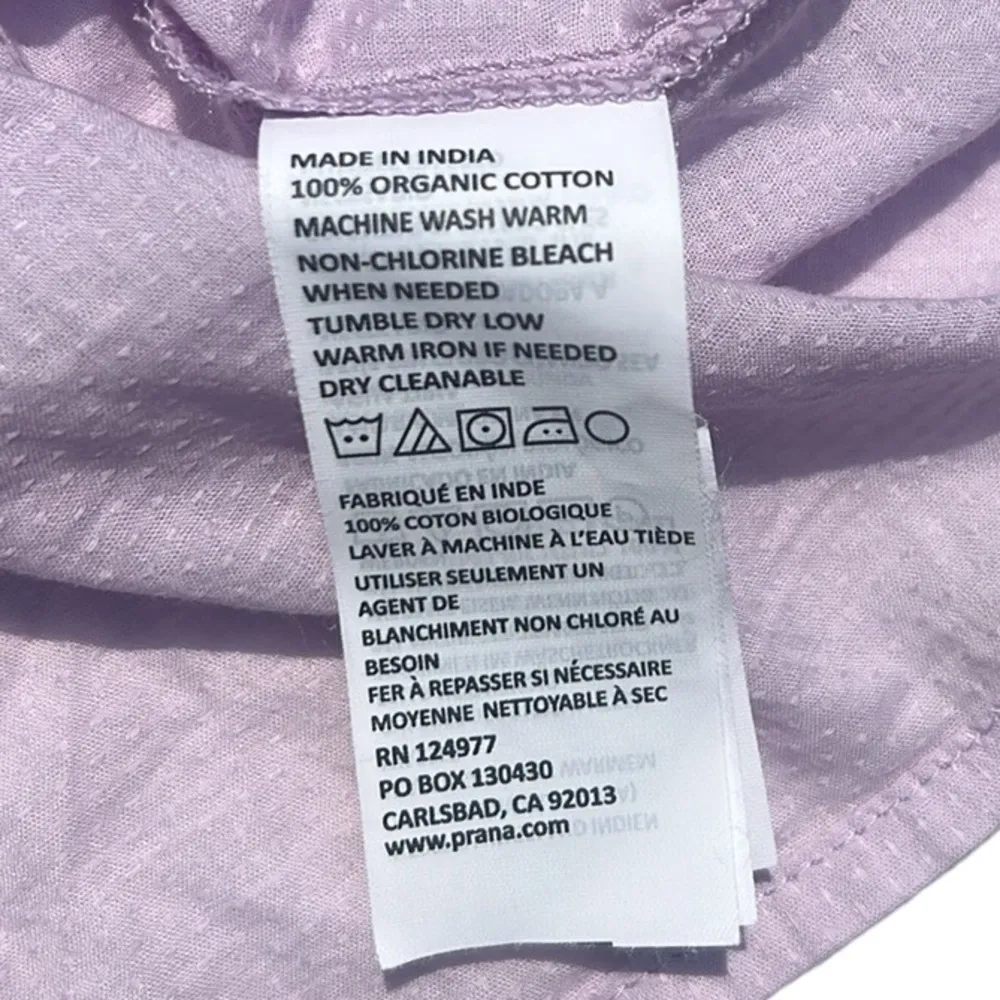 MADE IN INDIA
100% ORGANIC COTTON
MACHINE WASH WARM
NON-CHLORINE BLEACH
WHEN NEEDED
TUMBLE DRY LOW
WARM IRON IF NEEDED
DRY CLEANABLE
FABRIQUÉ EN INDE
100% COTON BIOLOGIQUE
LAVER À MACHINE À L'EAU TIÈDE
UTILISER SEULEMENT UN
AGENT DE
BLANCHIMENT NON CHLORÉ AU
BESOIN
FER À REPASSER SI NÉCESSAIRE
MOYENNE NETTOYABLE À SEC
RN 124977
PO BOX 130430
CARLSBAD, CA 92013
www.prana.com